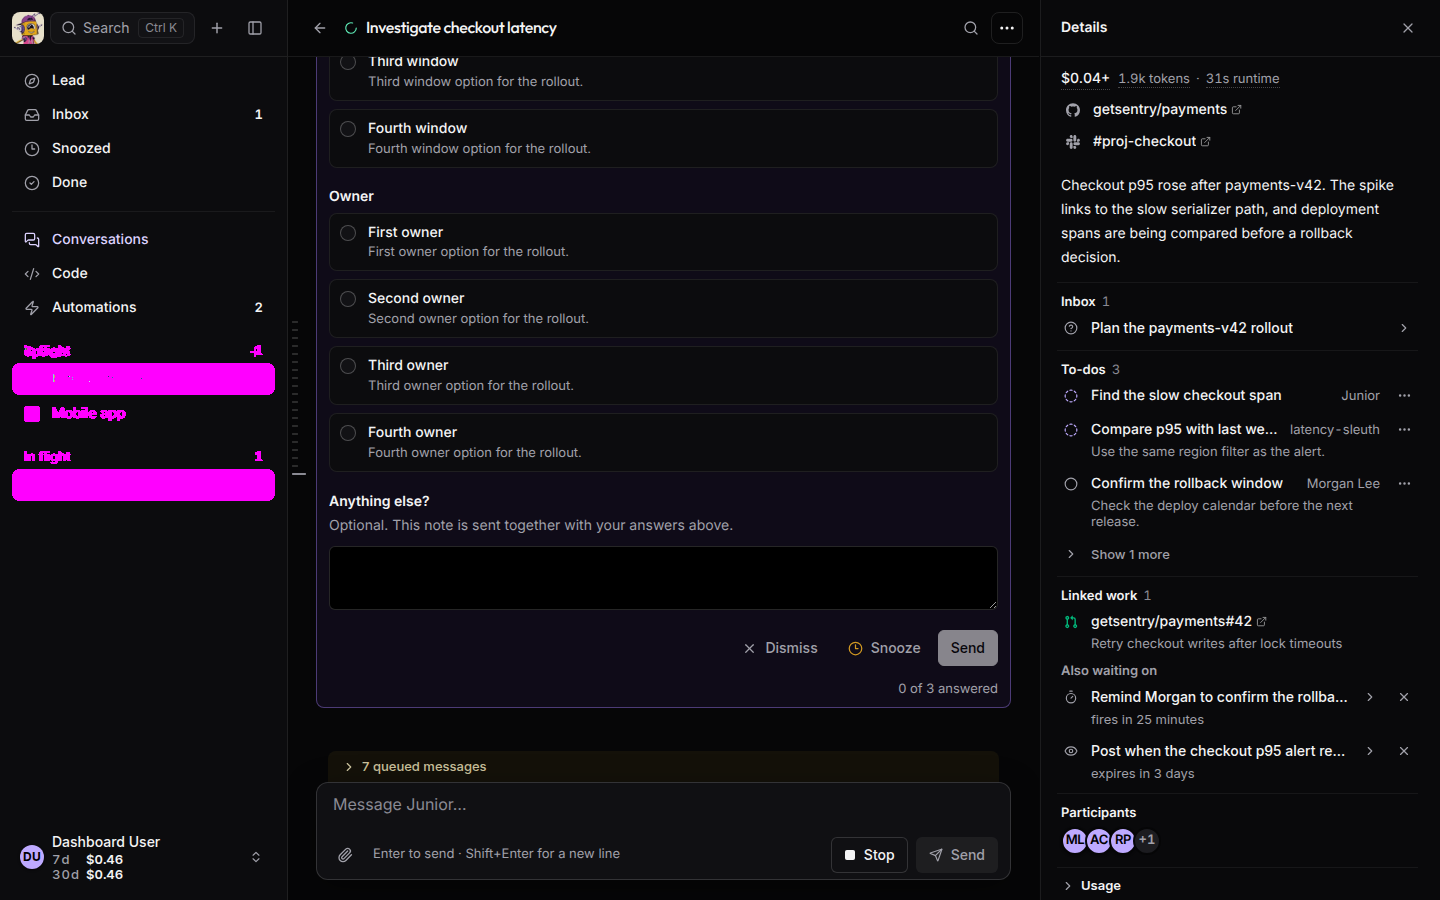 Search Ctrl K
Lead
Inbox 1
Snoozed
Done
Conversations
Code
Automations 2
Mobile app
In flight 1
DU Dashboard User
7d $0.46
30d $0.46
Investigate checkout latency
Third window
Third window option for the rollout.
Fourth window
Fourth window option for the rollout.
Owner
First owner
First owner option for the rollout.
Second owner
Second owner option for the rollout.
Third owner
Third owner option for the rollout.
Fourth owner
Fourth owner option for the rollout.
Anything else?
Optional. This note is sent together with your answers above.
Dismiss Snooze Send
0 of 3 answered
7 queued messages
Message Junior...
Enter to send · Shift+Enter for a new line
Stop Send
Details
$0.04+ 1.9k tokens · 31s runtime
getsentry/payments
#proj-checkout
Checkout p95 rose after payments-v42. The spike
links to the slow serializer path, and deployment
spans are being compared before a rollback
decision.
Inbox 1
Plan the payments-v42 rollout
To-dos 3
Find the slow checkout span Junior
Compare p95 with last we... latency-sleuth
Use the same region filter as the alert.
Confirm the rollback window Morgan Lee
Check the deploy calendar before the next
release.
Show 1 more
Linked work 1
getsentry/payments#42
Retry checkout writes after lock timeouts
Also waiting on
Remind Morgan to confirm the rollba...
fires in 25 minutes
Post when the checkout p95 alert re...
expires in 3 days
Participants
ML AC RP +1
Usage